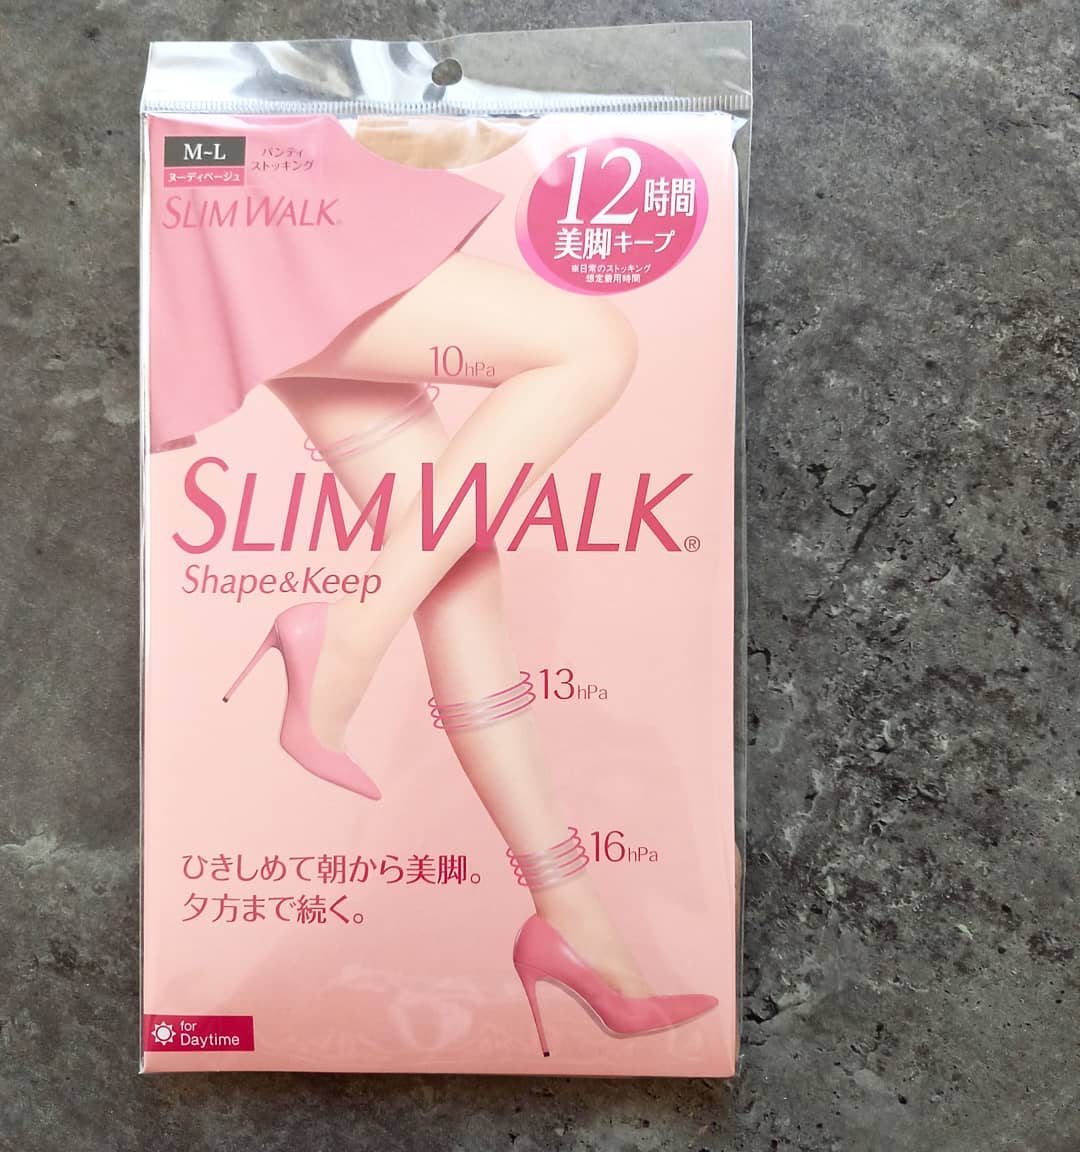 M~L
ヌーディベージュ
パンティ
ストッキング
SLIM WALK®
12時間
美脚キープ
※日常のストッキング
想定着用時間
10hPa
SLIM WALK®
Shape&Keep
13hPa
16hPa
ひきしめて朝から美脚。
夕方まで続く。
for
Daytime